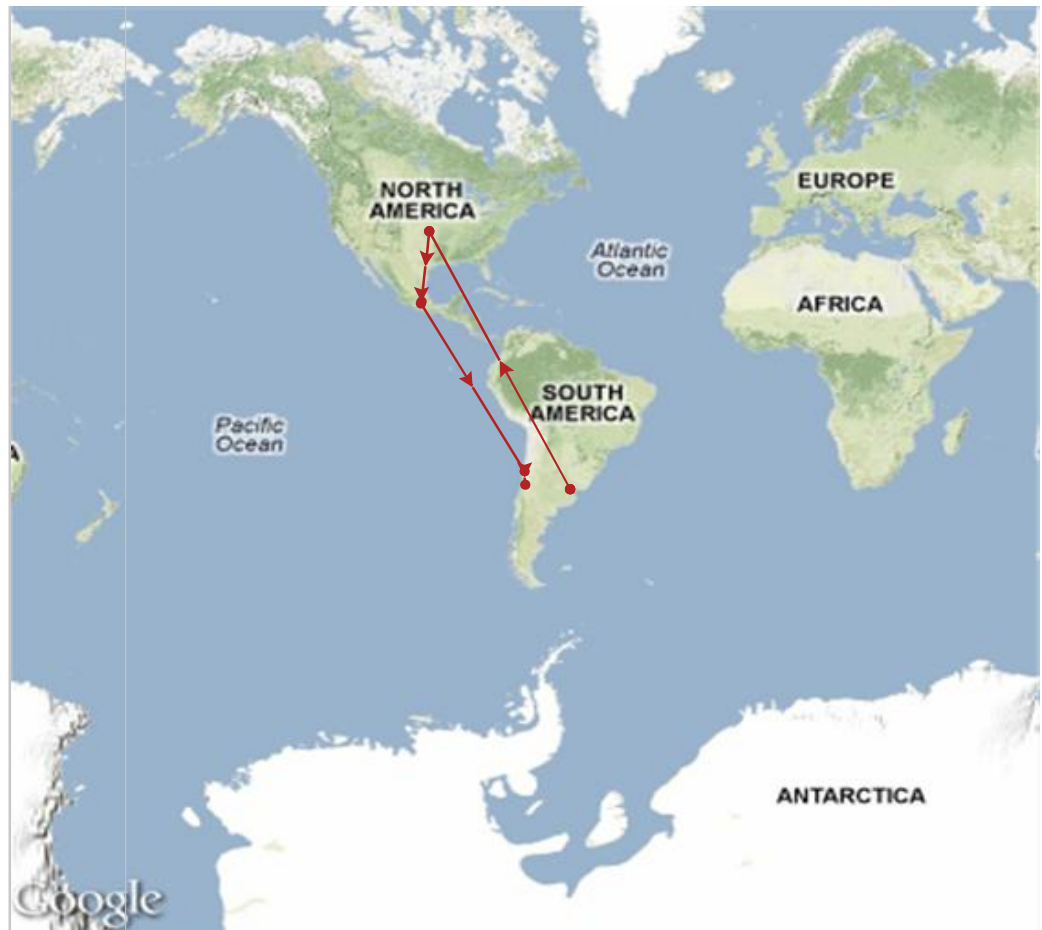 NORTH
AMERICA
EUROPE
Atlantic
Ocean
AFRICA
SOUTH
AMERICA
Pacific
Ocean
A
ANTARCTICA
Google